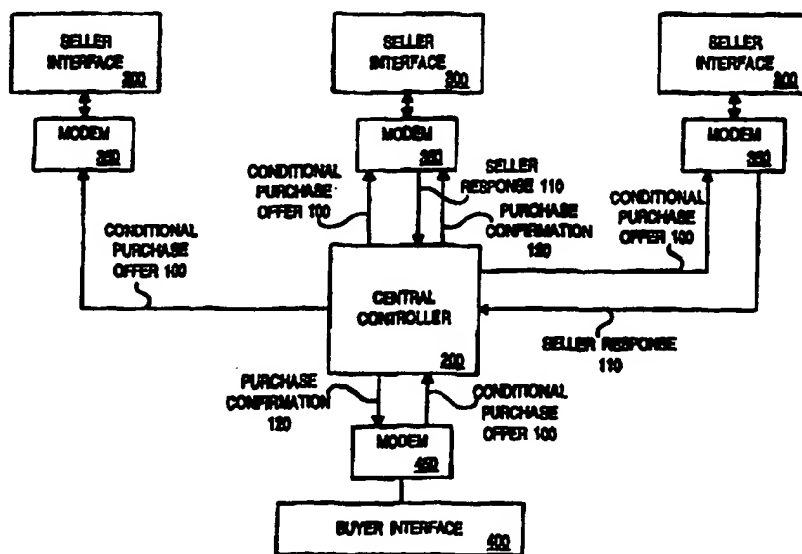 SELLER
INTERFACE
300
SELLER
INTERFACE
300
SELLER
INTERFACE
300
MODEM
350
MODEM
350
MODEM
350
CONDITIONAL
PURCHASE
OFFER 100
SELLER
RESPONSE 110
PURCHASE
CONFIRMATION
120
CONDITIONAL
PURCHASE
OFFER 100
CONDITIONAL
PURCHASE
OFFER 100
CENTRAL
CONTROLLER
200
SELLER RESPONSE
110
PURCHASE
CONFIRMATION
120
CONDITIONAL
PURCHASE
OFFER 100
MODEM
450
BUYER INTERFACE
400